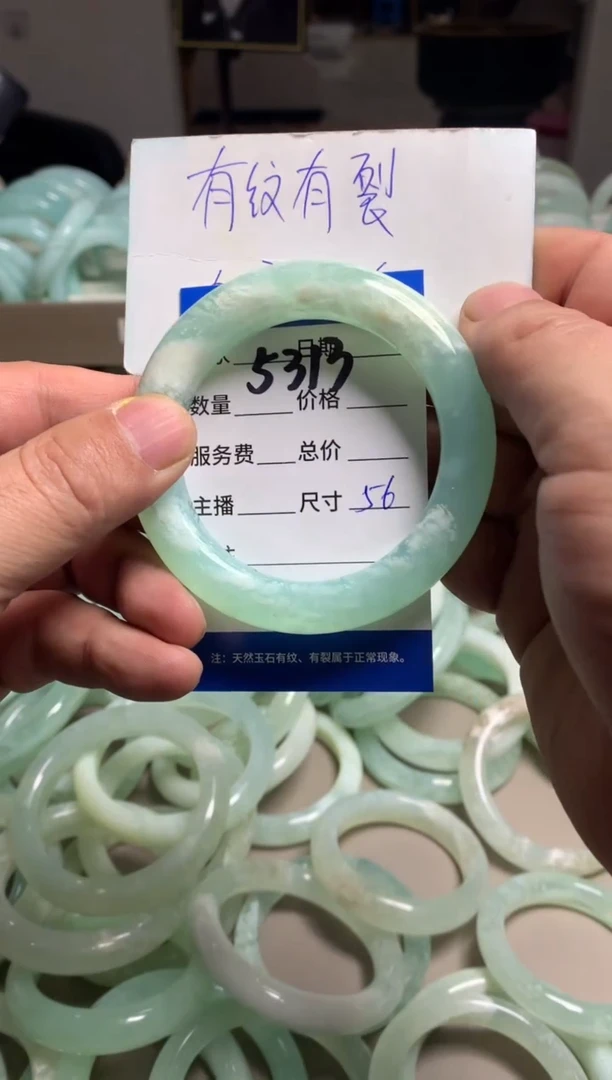 有纹有裂
日期
5313
数量 价格
服务费 总价
主播 尺寸 56
注：天然玉石有纹、有裂属于正常现象。